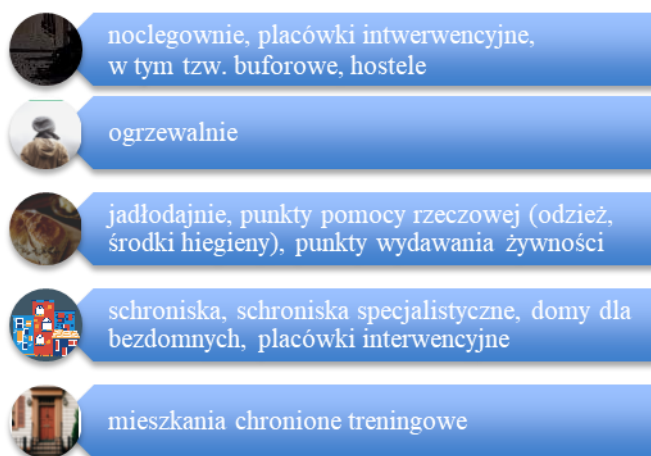 noclegownie, placówki intwerwencyjne,
w tym tzw. buforowe, hostele
ogrzewalnie
jadłodajnie, punkty pomocy rzeczowej (odzież,
środki hiegieny), punkty wydawania żywności
schroniska, schroniska specjalistyczne, domy dla
bezdomnych, placówki interwencyjne
mieszkania chronione treningowe